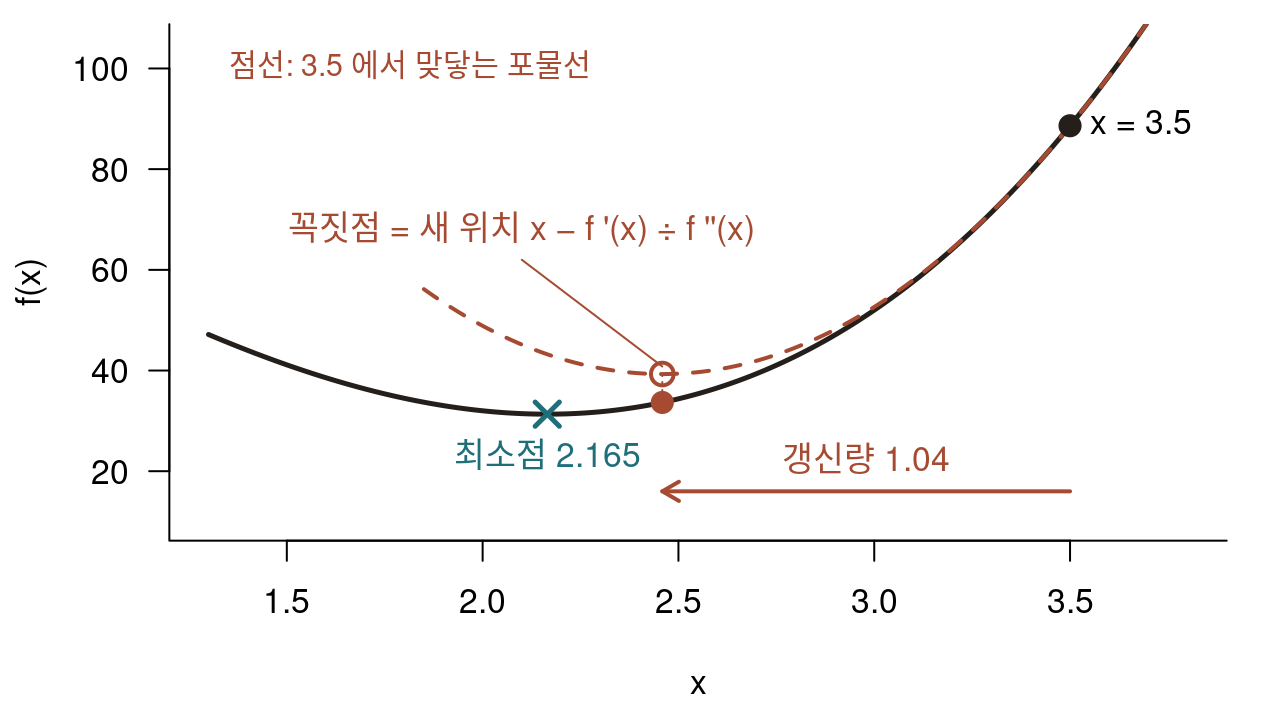 점선: 3.5 에서 맞닿는 포물선
100
80
60
40
20
f(x)
x = 3.5
꼭짓점 = 새 위치 x − f '(x) ÷ f ''(x)
최소점 2.165
갱신량 1.04
1.5
2.0
2.5
3.0
3.5
x